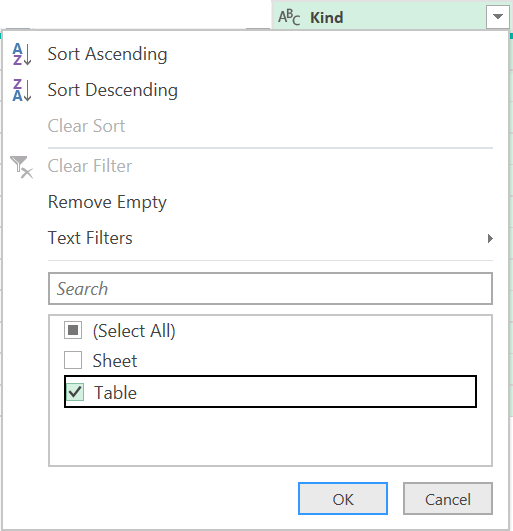 ABC Kind
AZ Sort Ascending
ZA Sort Descending
Clear Sort
Clear Filter
Remove Empty
Text Filters
Search
(Select All)
Sheet
Table
OK Cancel